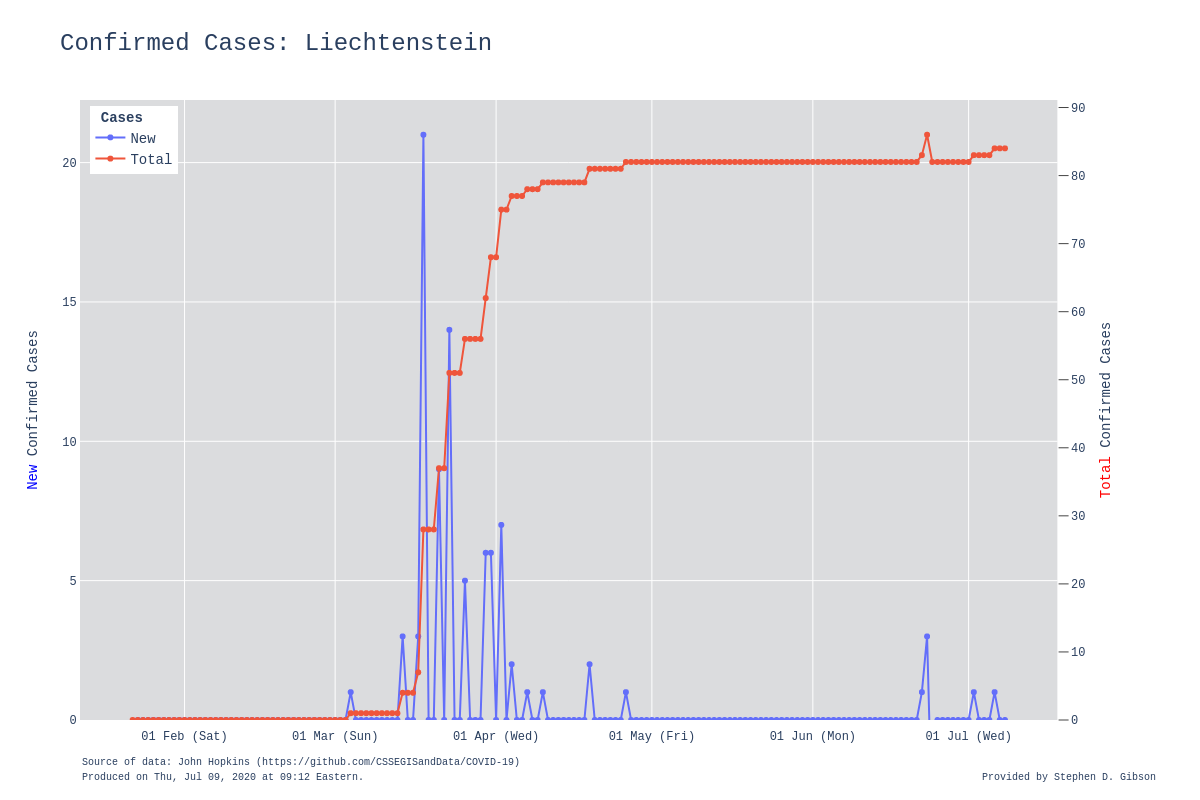 Confirmed Cases: Liechtenstein
Cases
New
Total
20
15
10
5
0
New Confirmed Cases
90
80
70
60
50
40
30
20
10
0
Total Confirmed Cases
01 Feb (Sat)
01 Mar (Sun)
01 Apr (Wed)
01 May (Fri)
01 Jun (Mon)
01 Jul (Wed)
Source of data: John Hopkins (https://github.com/CSSEGISandData/COVID-19)
Produced on Thu, Jul 09, 2020 at 09:12 Eastern.
Provided by Stephen D. Gibson